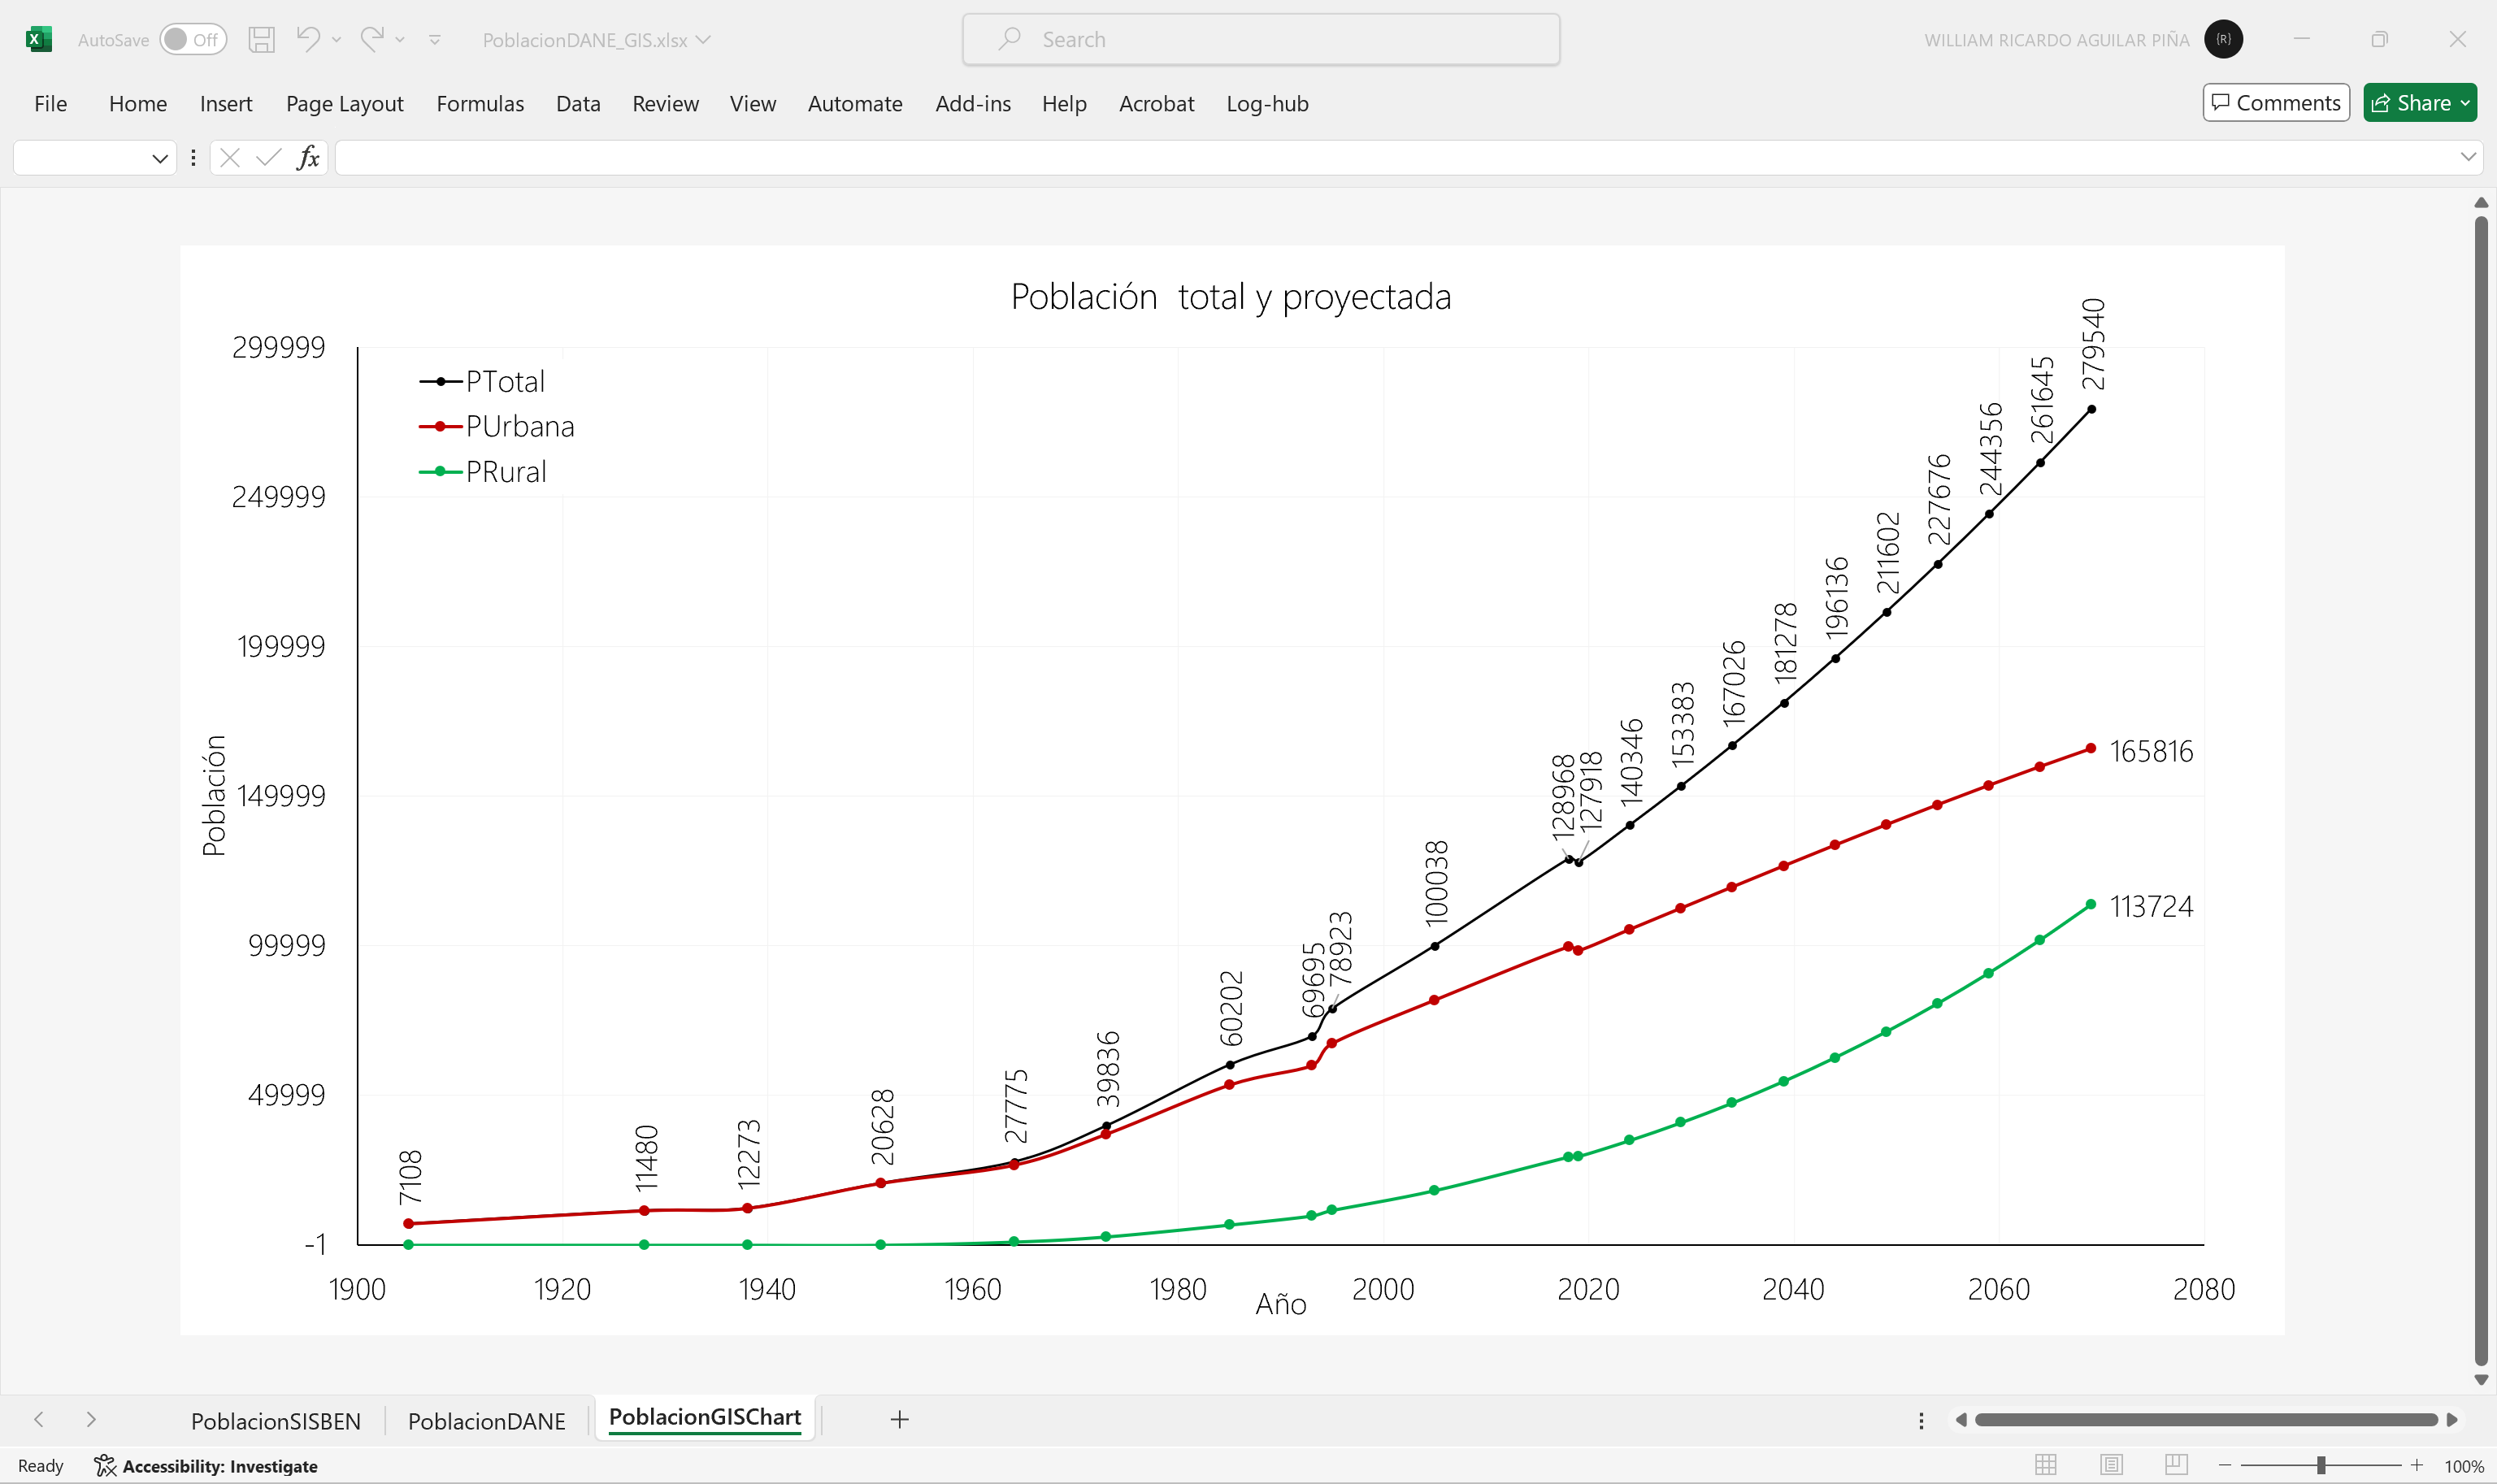 AutoSave Off PoblacionDANE_GIS.xlsx Search WILLIAM RICARDO AGUILAR PIÑA {R}
File Home Insert Page Layout Formulas Data Review View Automate Add-ins Help Acrobat Log-hub Comments Share
fx
Población  total y proyectada
299999
249999
199999
149999
99999
49999
-1
Población
PTotal
PUrbana
PRural
7108
11480
12273
20628
27775
39836
60202
69695
78923
100038
128968
127918
140346
153383
167026
181278
196136
211602
227676
244356
261645
279540
165816
113724
1900 1920 1940 1960 1980 2000 2020 2040 2060 2080
Año
PoblacionSISBEN PoblacionDANE PoblacionGISChart
Ready Accessibility: Investigate 100%